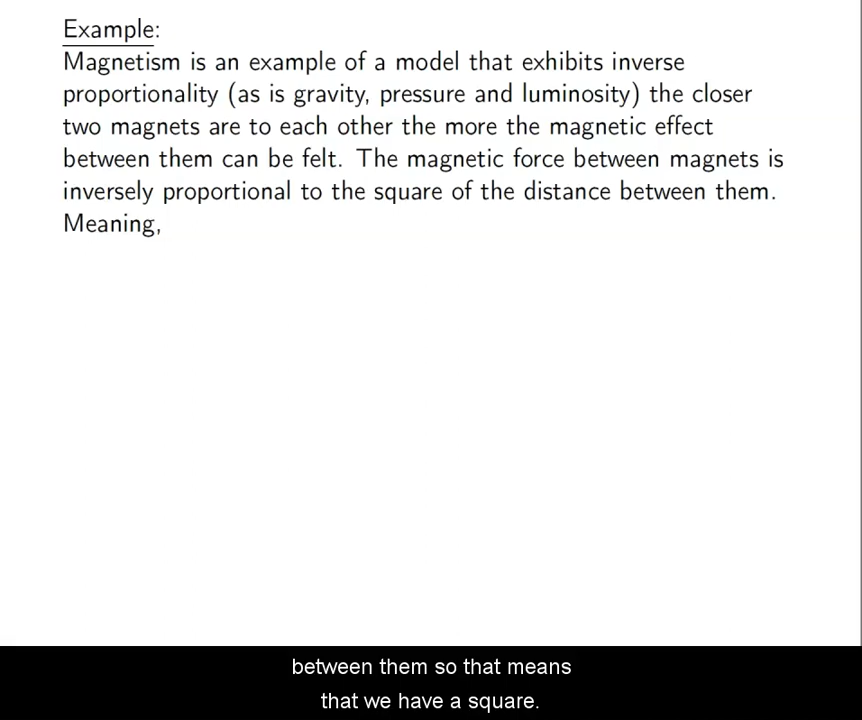 Example:
Magnetism is an example of a model that exhibits inverse
proportionality (as is gravity, pressure and luminosity) the closer
two magnets are to each other the more the magnetic effect
between them can be felt. The magnetic force between magnets is
inversely proportional to the square of the distance between them.
Meaning,
between them so that means
that we have a square.